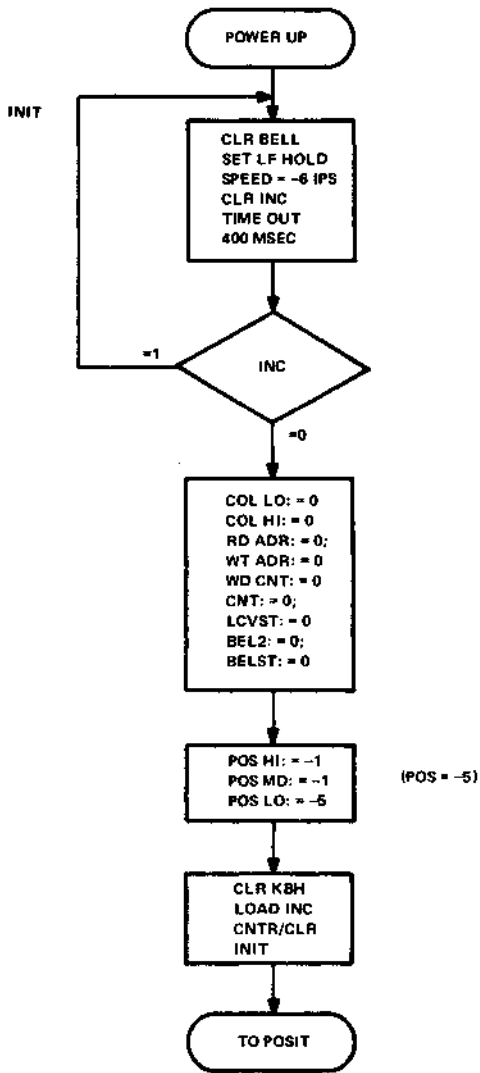 POWER UP
INIT
CLR BELL
SET LF HOLD
SPEED = -6 IPS
CLR INC
TIME OUT
400 MSEC
=1
INC
=0
COL LO: = 0
COL HI: = 0
RD ADR: = 0;
WT ADR: = 0
WD CNT: = 0
CNT: = 0;
LCVST: = 0
BEL2: = 0;
BELST: = 0
POS HI: = -1
POS MD: = -1
POS LO: = -5
(POS = -5)
CLR KBH
LOAD INC
CNTR/CLR
INIT
TO POSIT